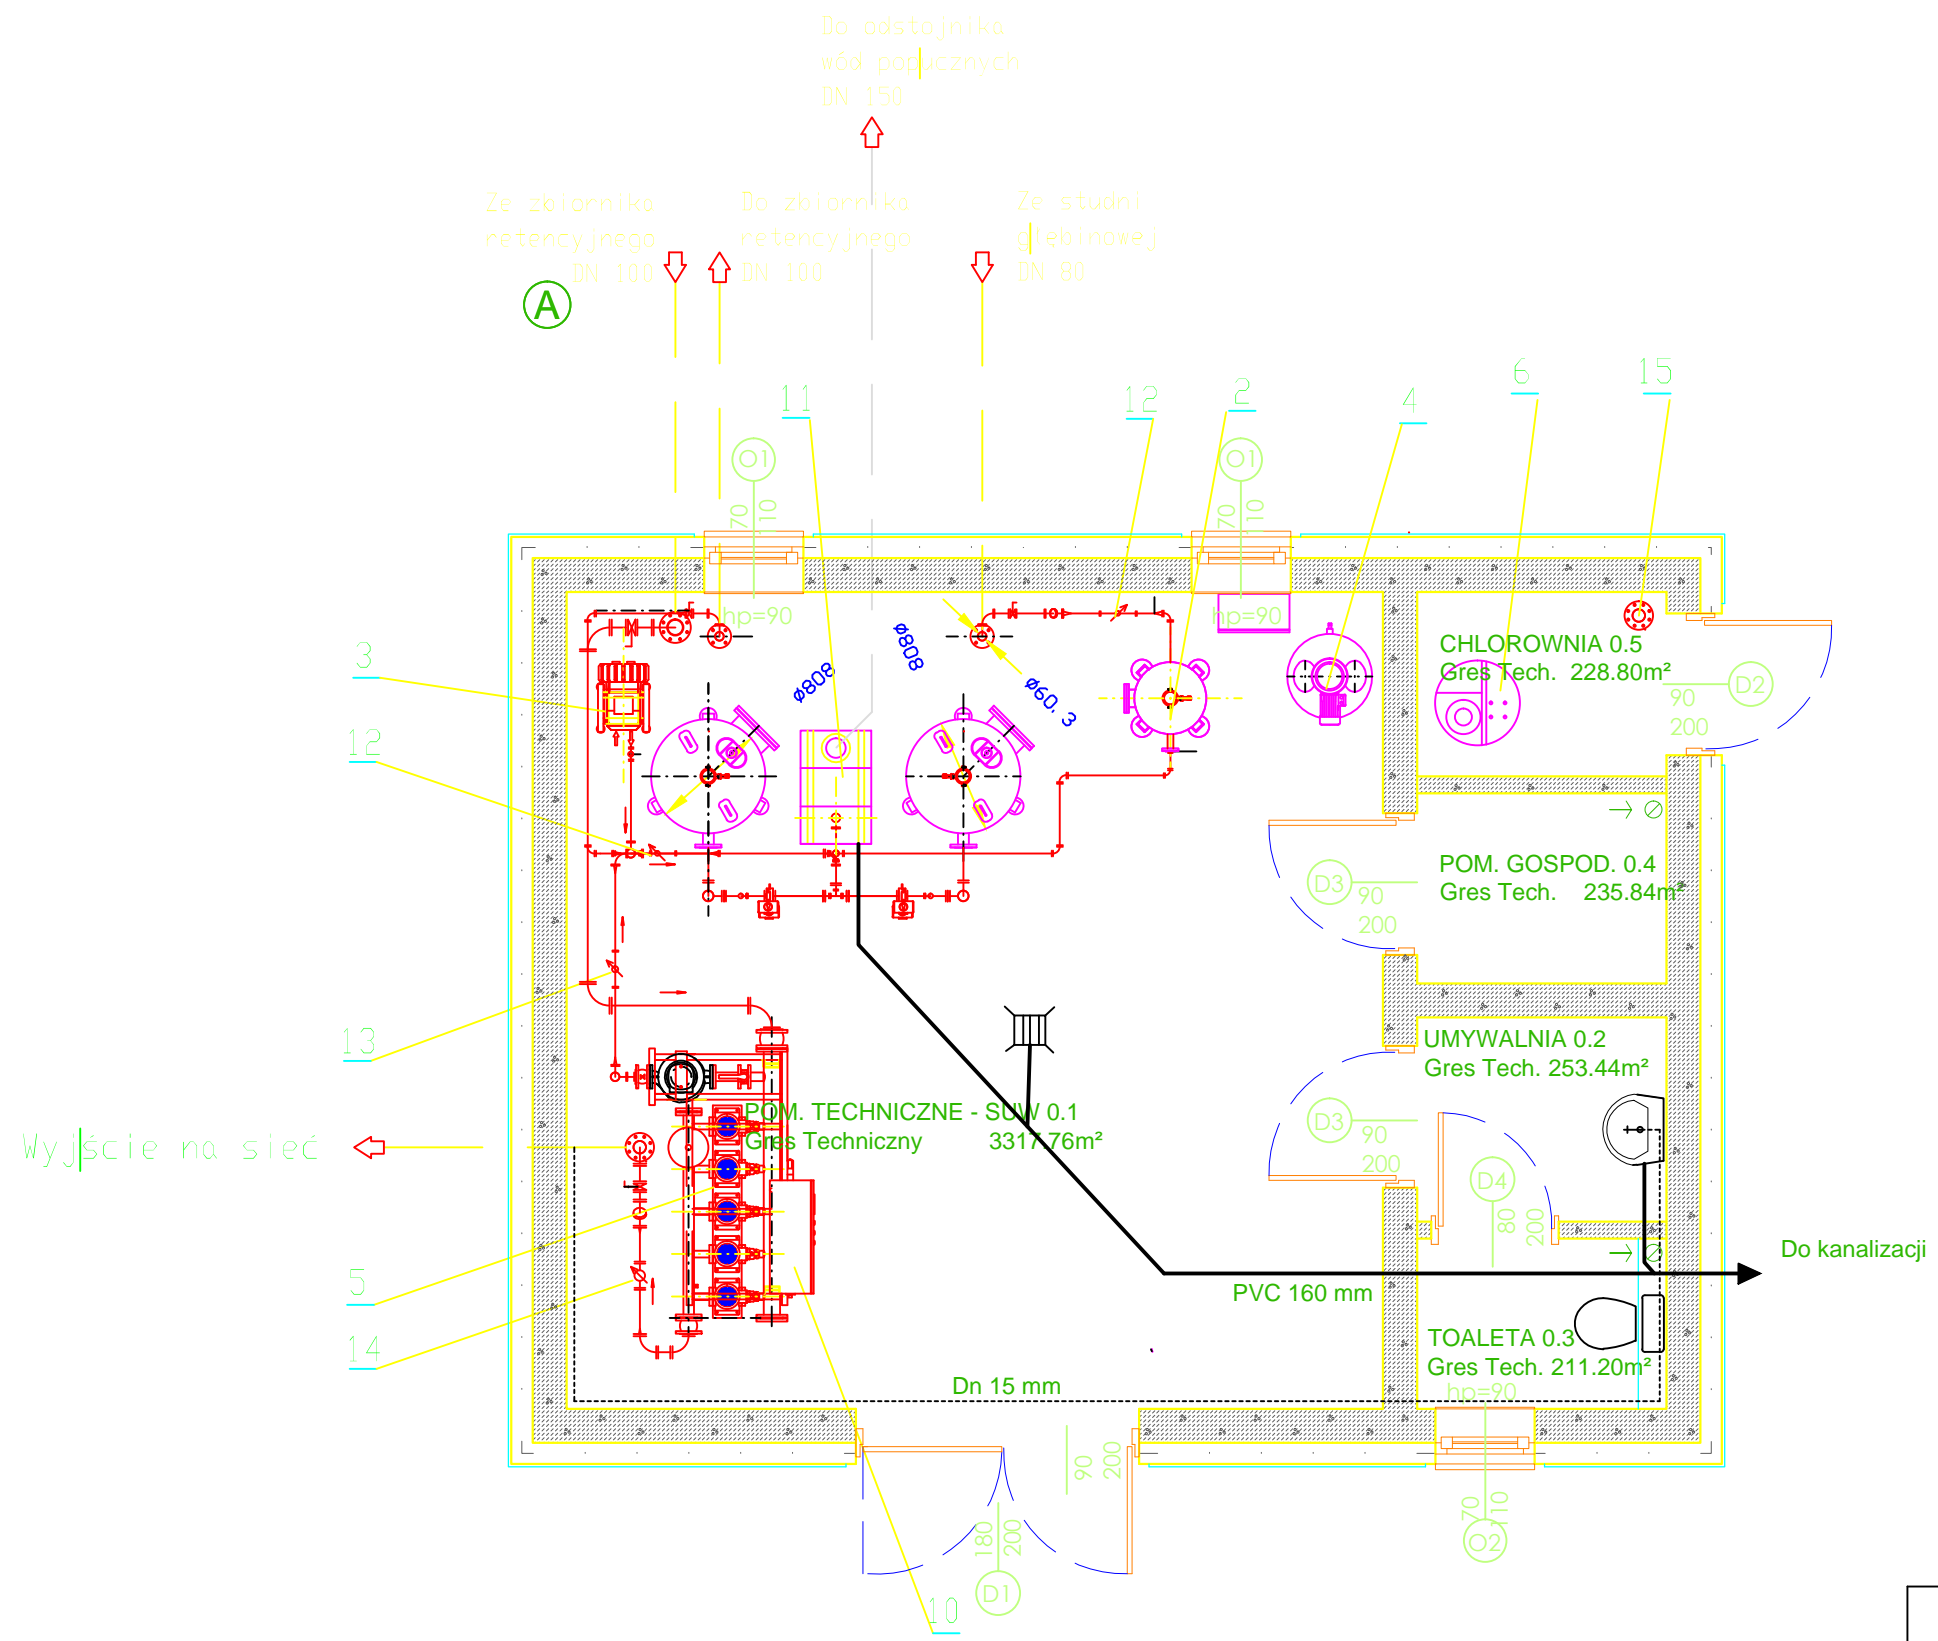 Do odstojnika
wód popłucznych
DN 150
Ze zbiornika
retencyjnego
DN 100
Do zbiornika
retencyjnego
DN 100
Ze studni
głębinowej
DN 80
A
11
12
2
4
6
15
O1
70
110
hp=90
O1
70
110
hp=90
3
12
13
5
14
10
ø808
ø808
ø60.3
CHLOROWNIA 0.5
Gres Tech. 228.80m²
D2
90
200
POM. GOSPOD. 0.4
Gres Tech. 235.84m²
D3
90
200
UMYWALNIA 0.2
Gres Tech. 253.44m²
D3
90
200
D4
80
200
POM. TECHNICZNE - SUW 0.1
Gres Techniczny 3317.76m²
Wyjście na sieć
Do kanalizacji
PVC 160 mm
TOALETA 0.3
Gres Tech. 211.20m²
hp=90
Dn 15 mm
90
200
180
200
D1
70
110
O2